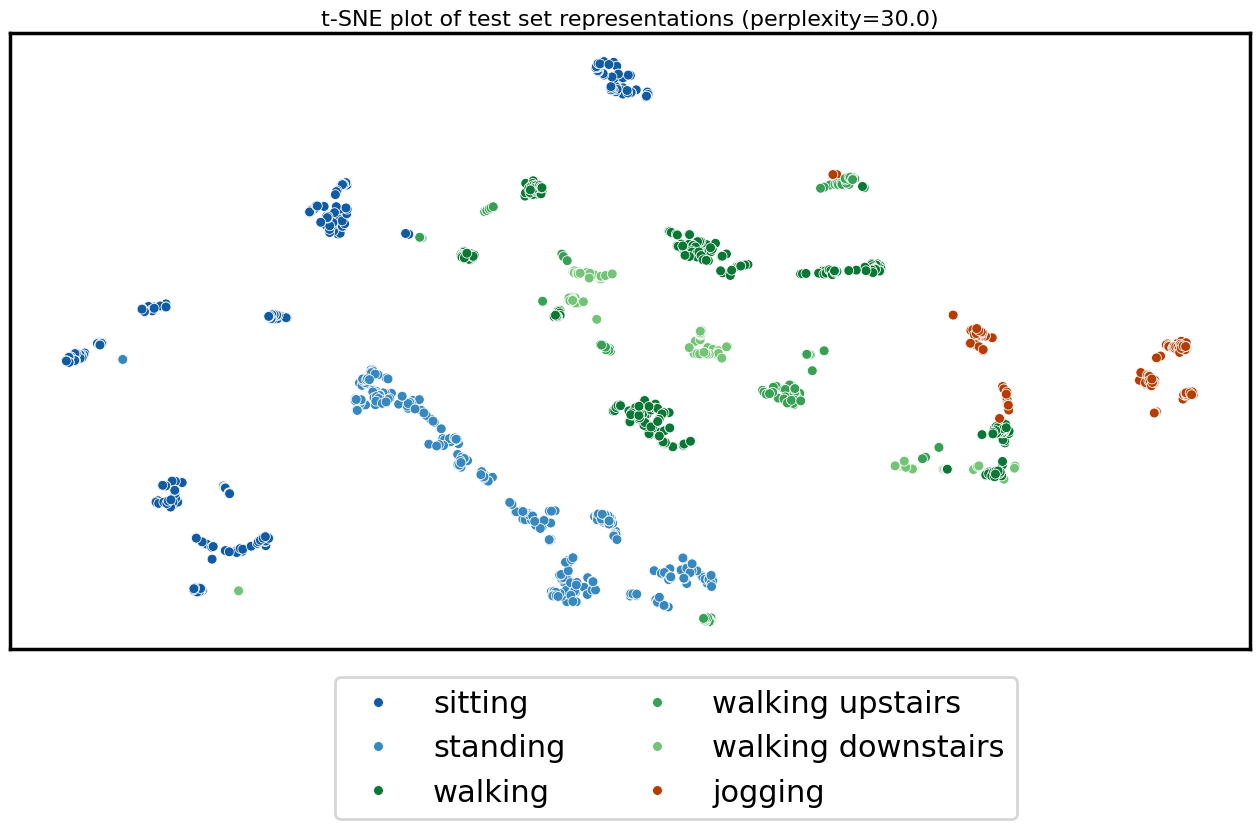 t-SNE plot of test set representations (perplexity=30.0)
sitting
standing
walking
walking upstairs
walking downstairs
jogging